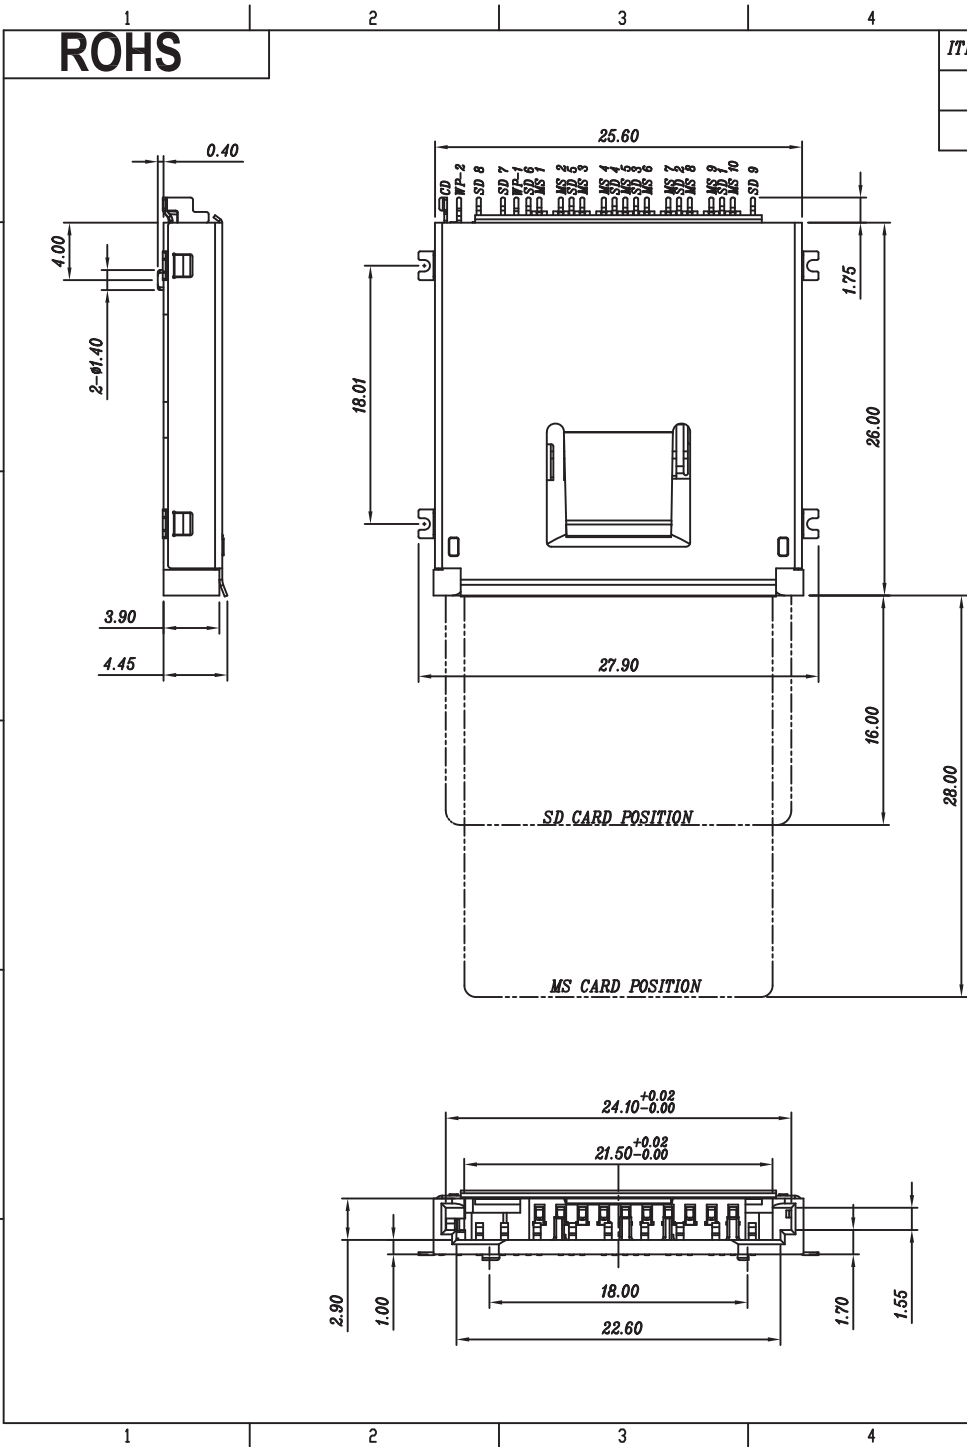 1 2 3 4
ROHS
0.40
4.00
2-ø1.40
3.90
4.45
25.60
CD
WP-2
SD 8
SD 7
WP-1
SD 6
MS 1
MS 2
SD 5
MS 3
MS 4
SD 4
MS 5
SD 3
MS 6
MS 7
SD 2
MS 8
MS 9
SD 1
MS 10
SD 9
1.75
18.01
26.00
27.90
16.00
28.00
SD CARD POSITION
MS CARD POSITION
24.10+0.02-0.00
21.50+0.02-0.00
2.90
1.00
18.00
22.60
1.70
1.55
1 2 3 4